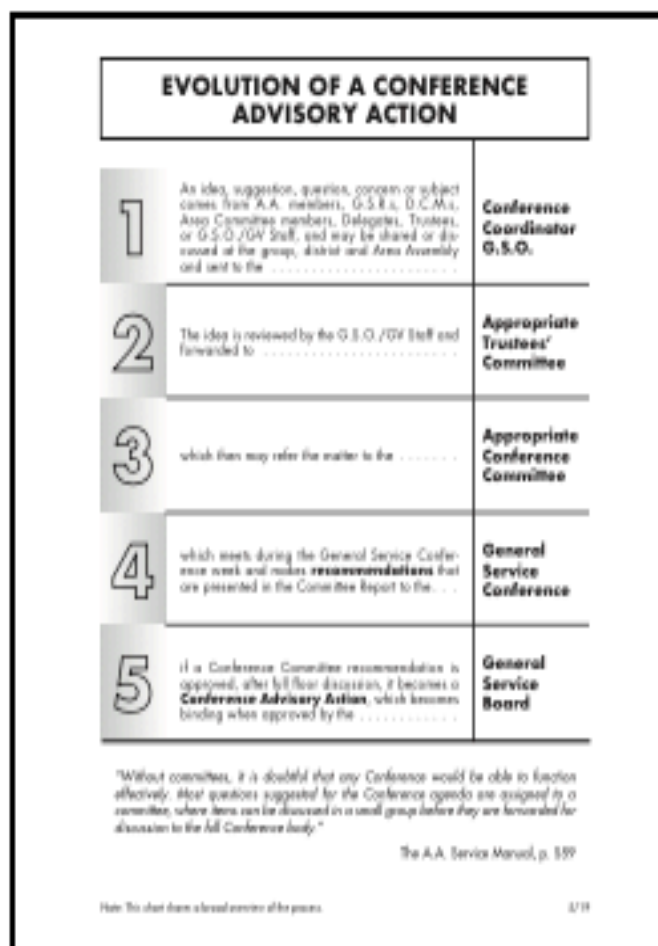 EVOLUTION OF A CONFERENCE
ADVISORY ACTION
1
An idea, suggestion, question, concern or subject
comes from A.A. members, G.S.R.s, D.C.M.s,
Area Committee members, Delegates, Trustees,
or G.S.O./GV Staff, and may be shared or dis-
cussed at the group, district and Area Assembly
and sent to the . . . . . . . . . . . . . . . . . . . . . . . .
Conference
Coordinator
G.S.O.
2
The idea is reviewed by the G.S.O./GV Staff and
forwarded to . . . . . . . . . . . . . . . . . . . . . . . . .
Appropriate
Trustees'
Committee
3
which then may refer the matter to the . . . . . . .
Appropriate
Conference
Committee
4
which meets during the General Service Confer-
ence week and makes recommendations that
are presented in the Committee Report to the. . .
General
Service
Conference
5
if a Conference Committee recommendation is
approved, after full floor discussion, it becomes a
Conference Advisory Action, which becomes
binding when approved by the . . . . . . . . . . . .
General
Service
Board
"Without committees, it is doubtful that any Conference would be able to function
effectively. Most questions suggested for the Conference agenda are assigned to a
committee, where items can be discussed in a small group before they are forwarded for
discussion to the full Conference body."
The A.A. Service Manual, p. S59
Note: This chart shares a broad overview of the process.
5/19